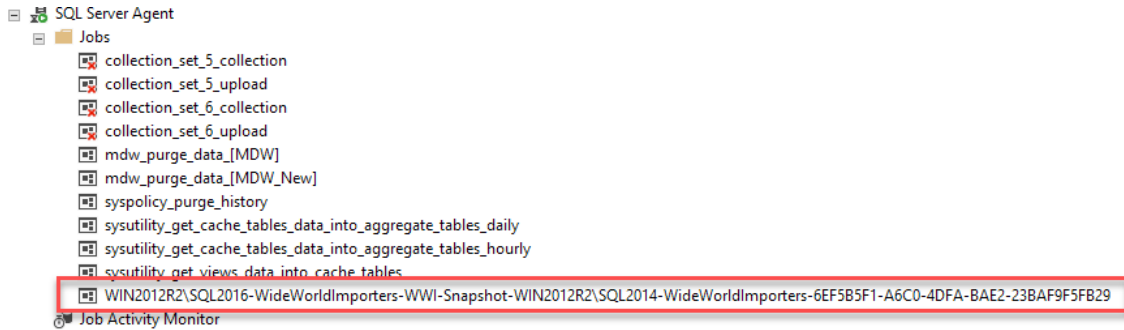 SQL Server Agent
Jobs
collection_set_5_collection
collection_set_5_upload
collection_set_6_collection
collection_set_6_upload
mdw_purge_data_[MDW]
mdw_purge_data_[MDW_New]
syspolicy_purge_history
sysutility_get_cache_tables_data_into_aggregate_tables_daily
sysutility_get_cache_tables_data_into_aggregate_tables_hourly
sysutility_get_views_data_into_cache_tables
WIN2012R2\SQL2016-WideWorldImporters-WWI-Snapshot-WIN2012R2\SQL2014-WideWorldImporters-6EF5B5F1-A6C0-4DFA-BAE2-23BAF9F5FB29
Job Activity Monitor